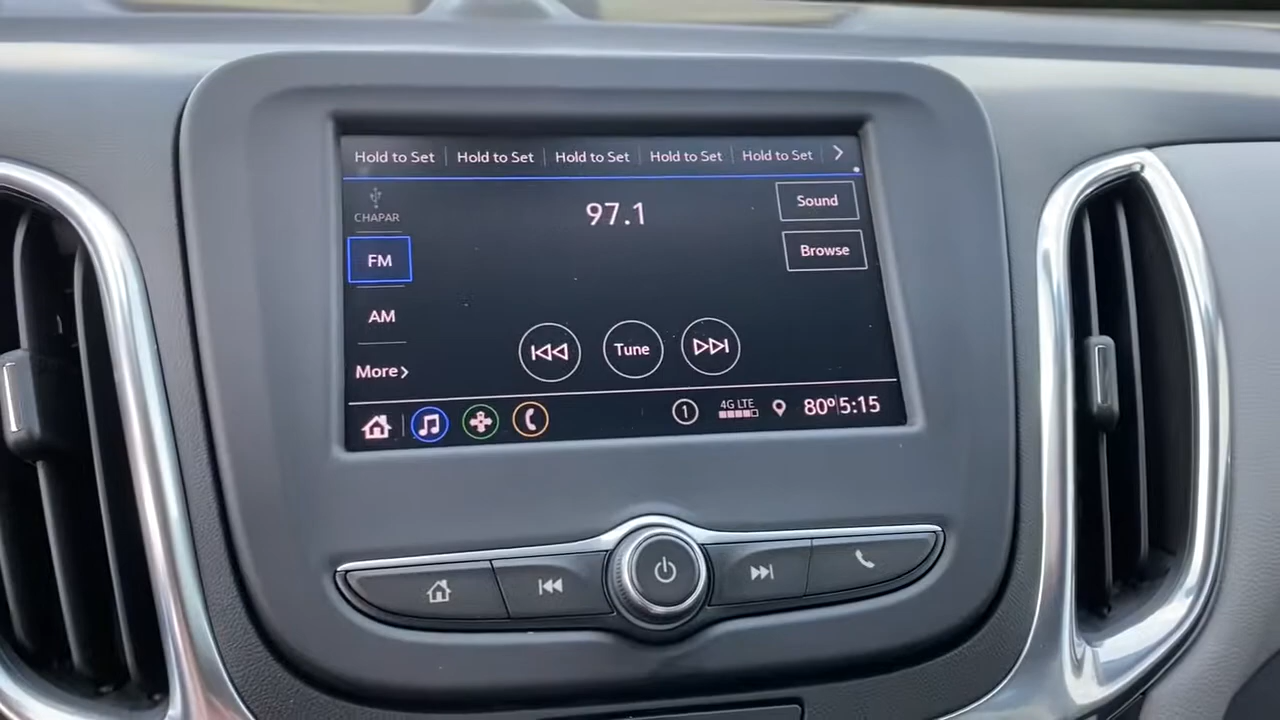 Hold to Set Hold to Set Hold to Set Hold to Set Hold to Set
CHAPAR
97.1
Sound
FM
Browse
AM
Tune
More
1 4G LTE 80° 5:15